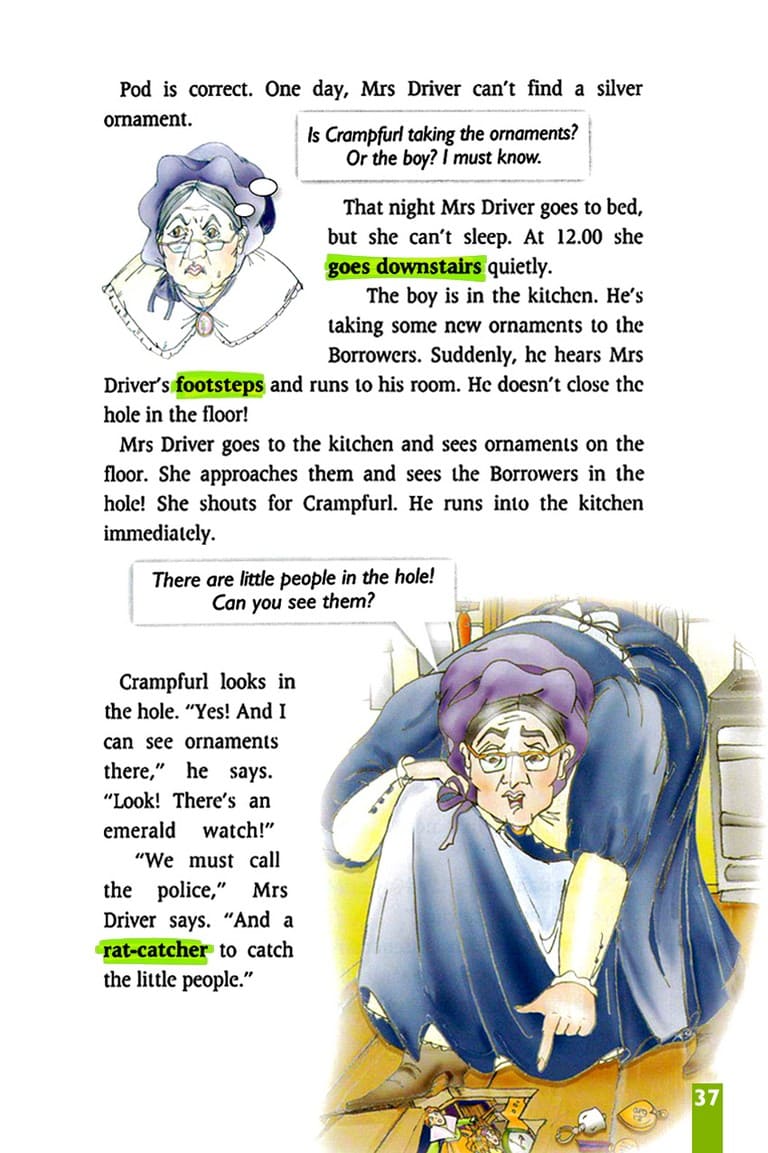 Pod is correct. One day, Mrs Driver can't find a silver
ornament.
Is Crampfurl taking the ornaments?
Or the boy? I must know.
That night Mrs Driver goes to bed,
but she can't sleep. At 12.00 she
goes downstairs quietly.
The boy is in the kitchen. He's
taking some new ornaments to the
Borrowers. Suddenly, he hears Mrs
Driver's footsteps and runs to his room. He doesn't close the
hole in the floor!
Mrs Driver goes to the kitchen and sees ornaments on the
floor. She approaches them and sees the Borrowers in the
hole! She shouts for Crampfurl. He runs into the kitchen
immediately.
There are little people in the hole!
Can you see them?
Crampfurl looks in
the hole. “Yes! And I
can see ornaments
there,” he says.
“Look! There's an
emerald watch!”
“We must call
the police,” Mrs
Driver says. “And a
rat-catcher to catch
the little people.”
37